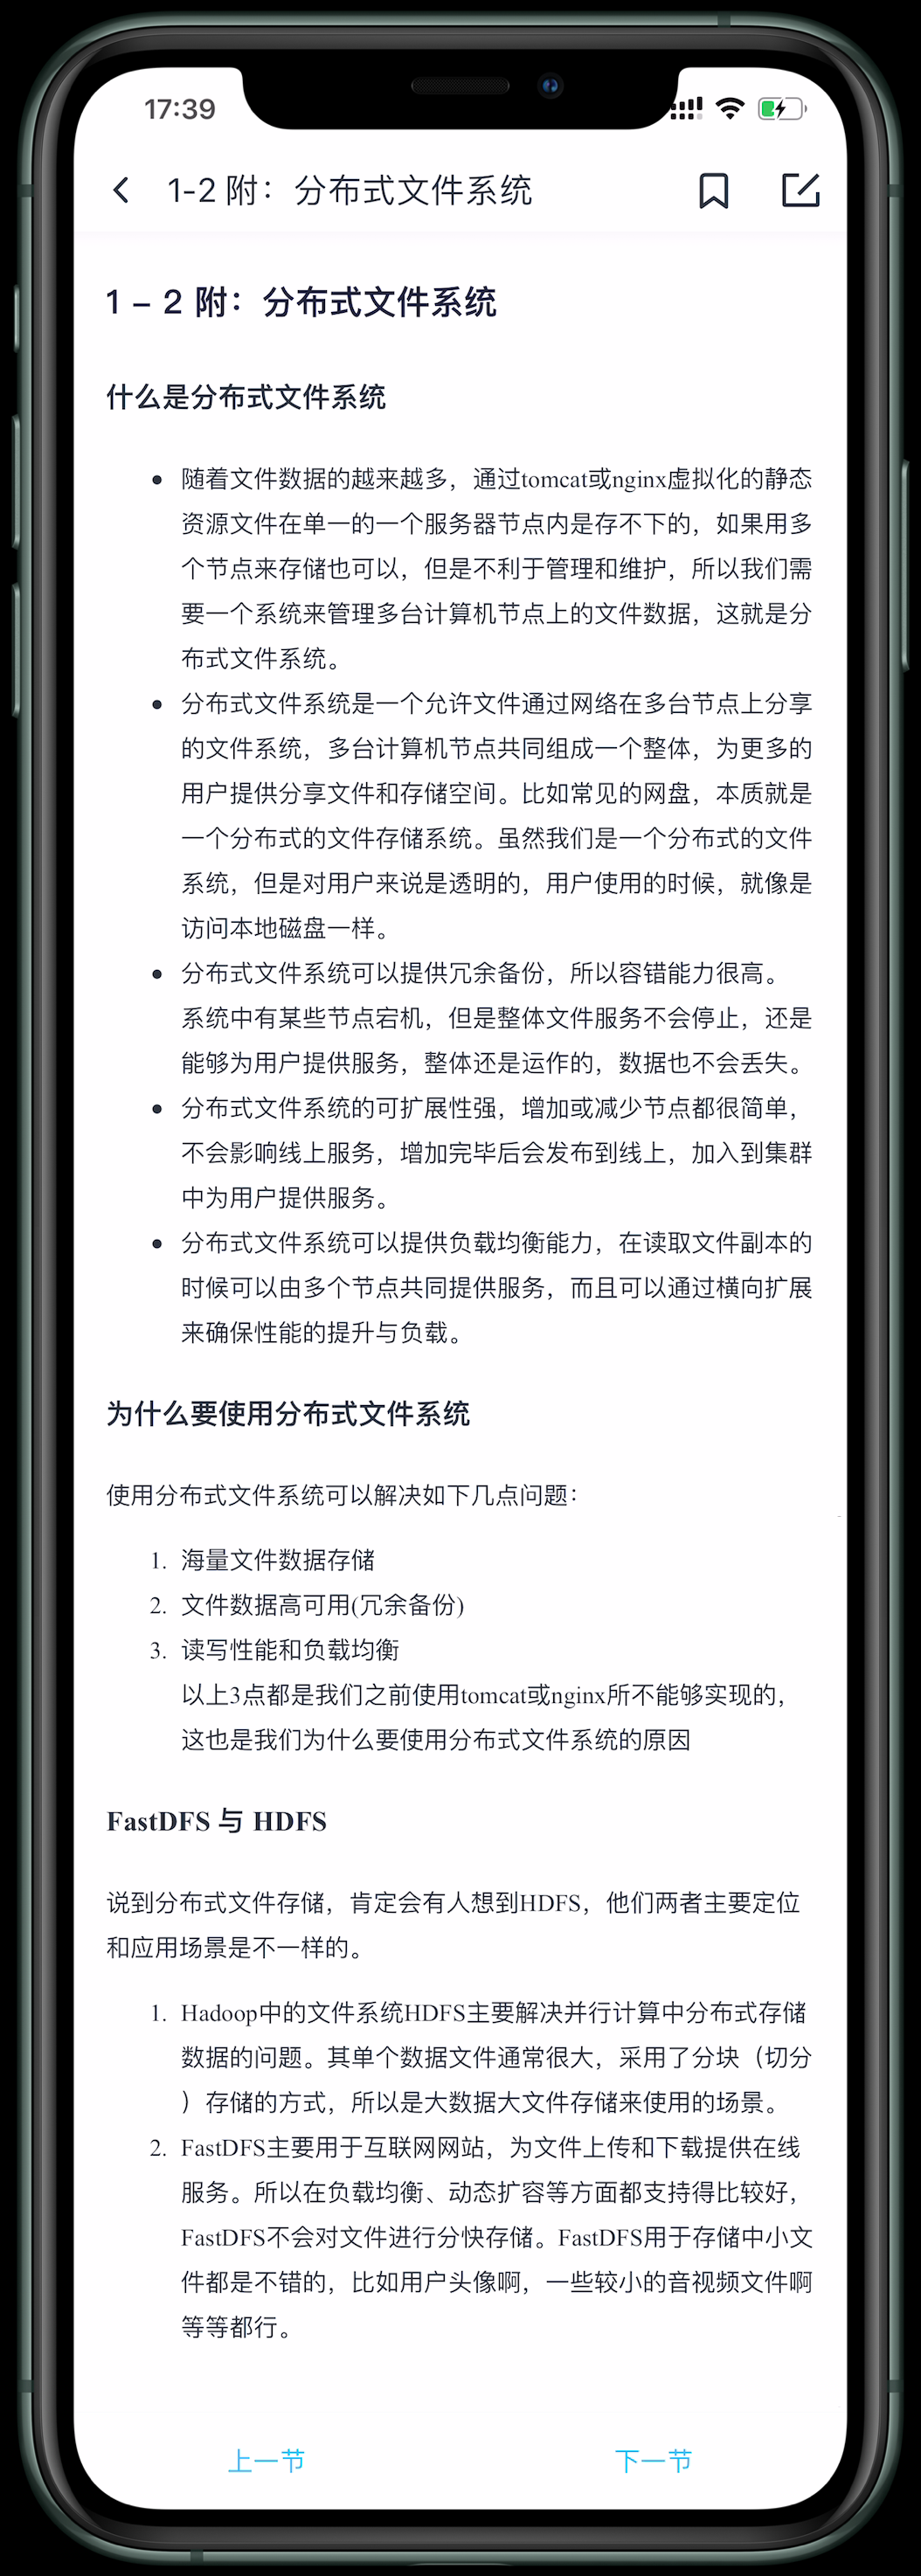 17:39
1-2 附：分布式文件系统
1 – 2 附：分布式文件系统
什么是分布式文件系统
• 随着文件数据的越来越多，通过tomcat或nginx虚拟化的静态
资源文件在单一的一个服务器节点内是存不下的，如果用多
个节点来存储也可以，但是不利于管理和维护，所以我们需
要一个系统来管理多台计算机节点上的文件数据，这就是分
布式文件系统。
• 分布式文件系统是一个允许文件通过网络在多台节点上分享
的文件系统，多台计算机节点共同组成一个整体，为更多的
用户提供分享文件和存储空间。比如常见的网盘，本质就是
一个分布式的文件存储系统。虽然我们是一个分布式的文件
系统，但是对用户来说是透明的，用户使用的时候，就像是
访问本地磁盘一样。
• 分布式文件系统可以提供冗余备份，所以容错能力很高。
系统中有某些节点宕机，但是整体文件服务不会停止，还是
能够为用户提供服务，整体还是运作的，数据也不会丢失。
• 分布式文件系统的可扩展性强，增加或减少节点都很简单，
不会影响线上服务，增加完毕后会发布到线上，加入到集群
中为用户提供服务。
• 分布式文件系统可以提供负载均衡能力，在读取文件副本的
时候可以由多个节点共同提供服务，而且可以通过横向扩展
来确保性能的提升与负载。
为什么要使用分布式文件系统
使用分布式文件系统可以解决如下几点问题：
1. 海量文件数据存储
2. 文件数据高可用(冗余备份)
3. 读写性能和负载均衡
以上3点都是我们之前使用tomcat或nginx所不能够实现的，
这也是我们为什么要使用分布式文件系统的原因
FastDFS 与 HDFS
说到分布式文件存储，肯定会有人想到HDFS，他们两者主要定位
和应用场景是不一样的。
1. Hadoop中的文件系统HDFS主要解决并行计算中分布式存储
数据的问题。其单个数据文件通常很大，采用了分块（切分
）存储的方式，所以是大数据大文件存储来使用的场景。
2. FastDFS主要用于互联网网站，为文件上传和下载提供在线
服务。所以在负载均衡、动态扩容等方面都支持得比较好，
FastDFS不会对文件进行分快存储。FastDFS用于存储中小文
件都是不错的，比如用户头像啊，一些较小的音视频文件啊
等等都行。
上一节 下一节